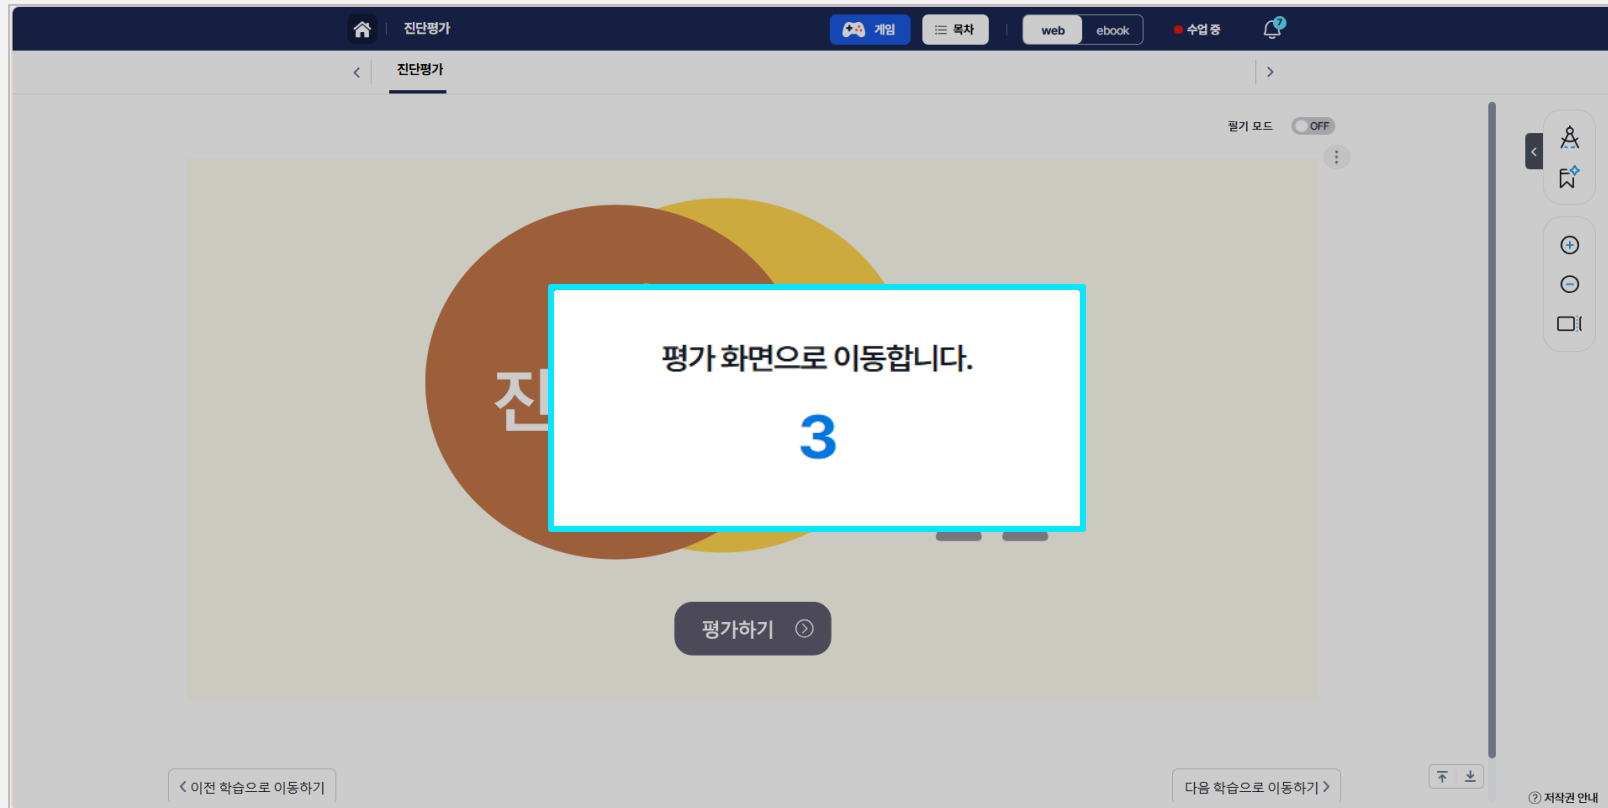 진단평가
게임
목차
web
ebook
수업 중
7
진단평가
필기 모드
OFF
진
평가 화면으로 이동합니다.
3
평가하기
이전 학습으로 이동하기
다음 학습으로 이동하기
? 저작권 안내